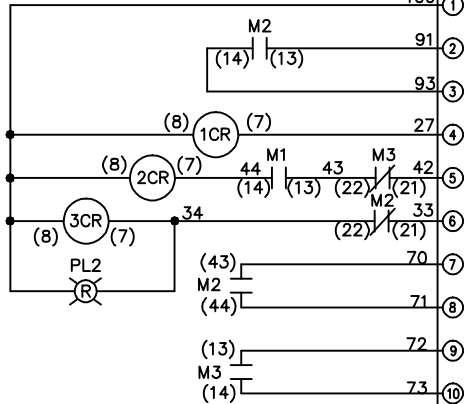 1
M2
91
2
(14) (13)
93
3
(8) 1CR (7)
27
4
(8) 2CR (7)
44 M1 43 M3 42
5
(14) (13) (22) (21)
3CR
34
M2
33
6
(8) (7)
(22) (21)
PL2
R
(43)
70
7
M2
(44)
71
8
(13)
72
9
M3
(14)
73
10